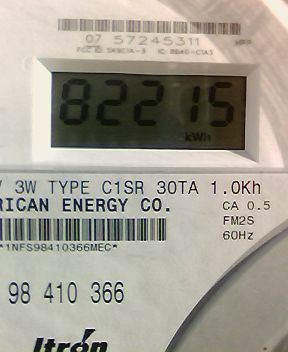 07 57245311
82215
kWh
3W TYPE C1SR 30TA 1.0Kh
RICAN ENERGY CO. CA 0.5
FM2S
*1NFS98410366MEC* 60Hz
98 410 366
Itron